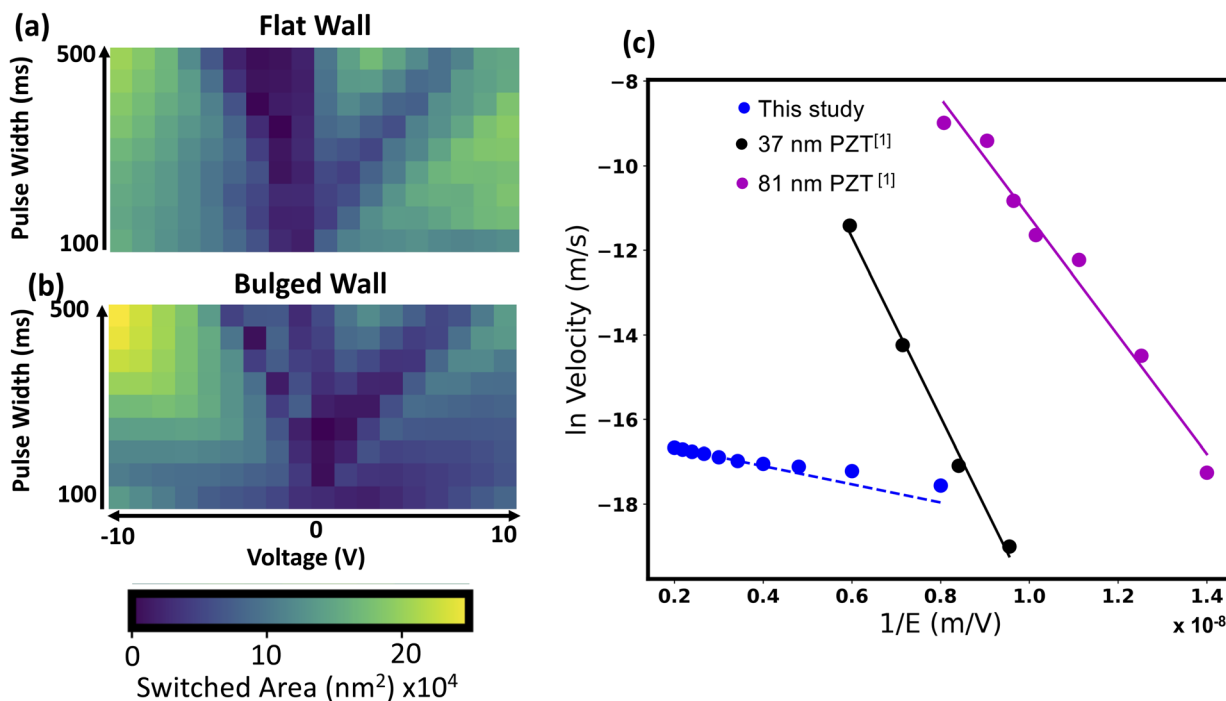 (a)
Flat Wall
500
100
Pulse Width (ms)
(b)
Bulged Wall
500
100
Pulse Width (ms)
-10
0
10
Voltage (V)
0
10
20
Switched Area (nm²) x10⁴
(c)
This study
37 nm PZT[1]
81 nm PZT [1]
−8
−10
−12
−14
−16
−18
ln Velocity (m/s)
0.2
0.4
0.6
0.8
1.0
1.2
1.4
1/E (m/V)
x 10⁻⁸